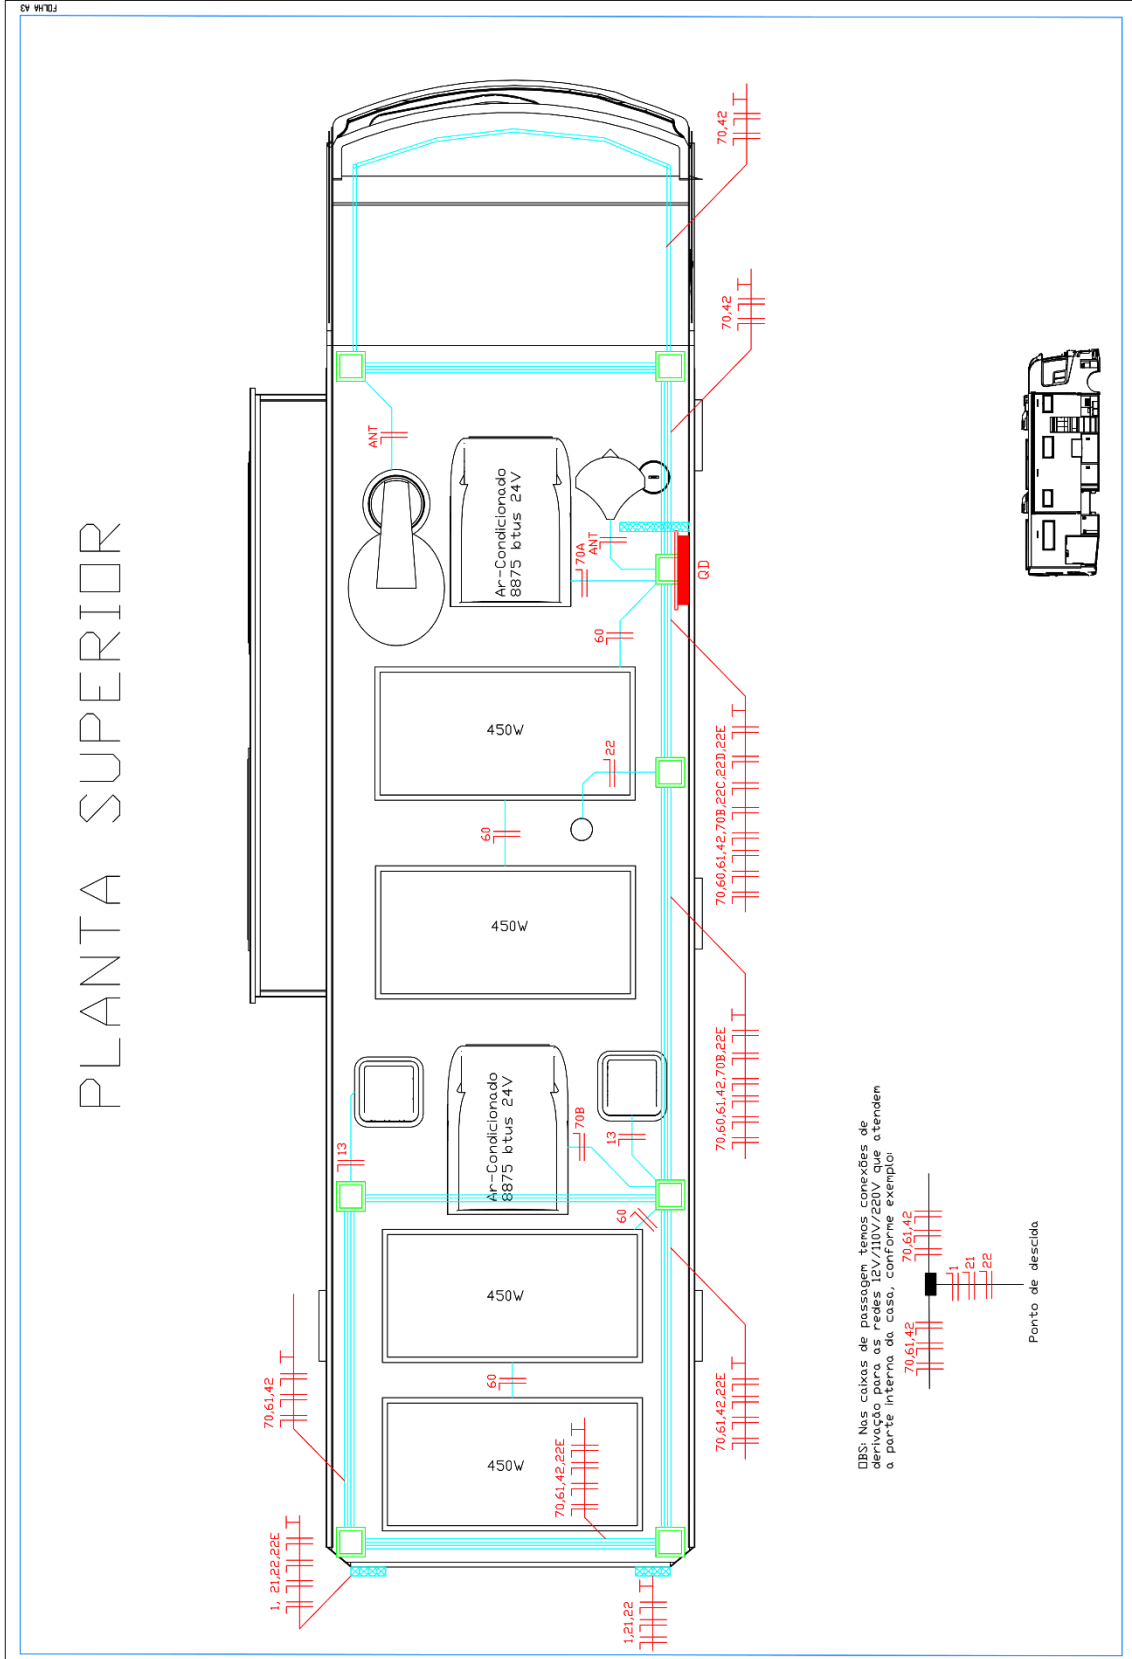 FOLHA A3
PLANTA SUPERIOR
70,42
70,42
ANT
Ar-Condicionado
8875 btus 24V
70A
ANT
QD
60
450W
22
70,60,61,42,70B,22C,22D,22E
60
450W
70,60,61,42,70B,22E
Ar-Condicionado
8875 btus 24V
13
70B
13
60
450W
70,61,42
60
70,61,42,22E
450W
70,61,42,22E
1, 21,22,22E
1,21,22
OBS: Nas caixas de passagem temos conexões de
derivação para as redes 12V/110V/220V que atendem
a parte interna da casa, conforme exemplo:
70,61,42
1
21
22
70,61,42
Ponto de descida